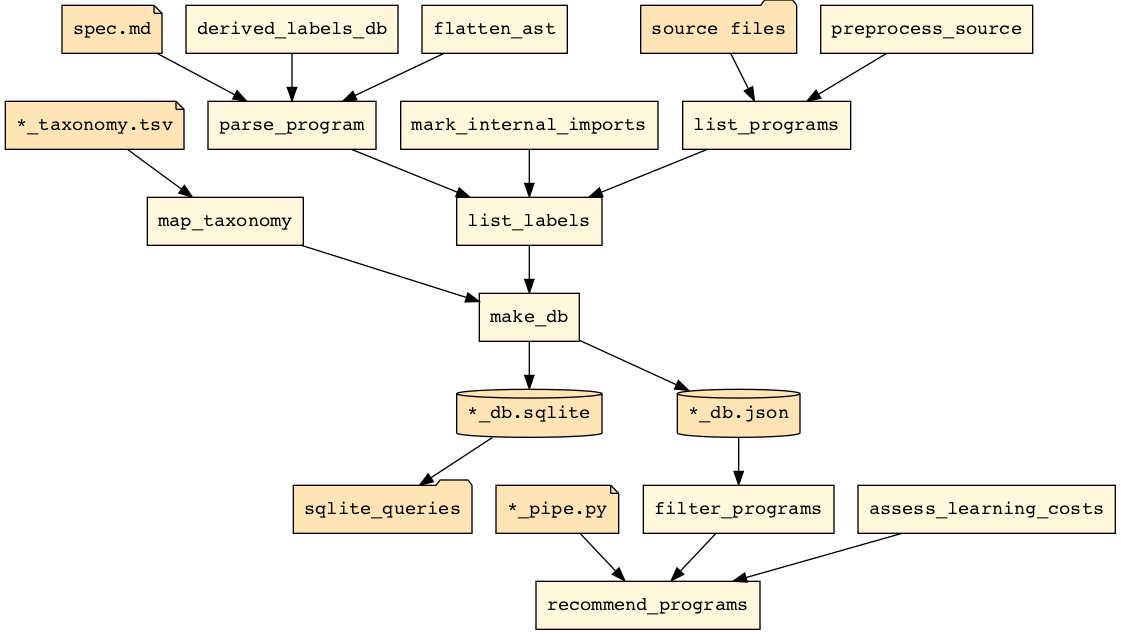 spec.md
derived_labels_db
flatten_ast
source files
preprocess_source
*_taxonomy.tsv
parse_program
mark_internal_imports
list_programs
map_taxonomy
list_labels
make_db
*_db.sqlite
*_db.json
sqlite_queries
*_pipe.py
filter_programs
assess_learning_costs
recommend_programs